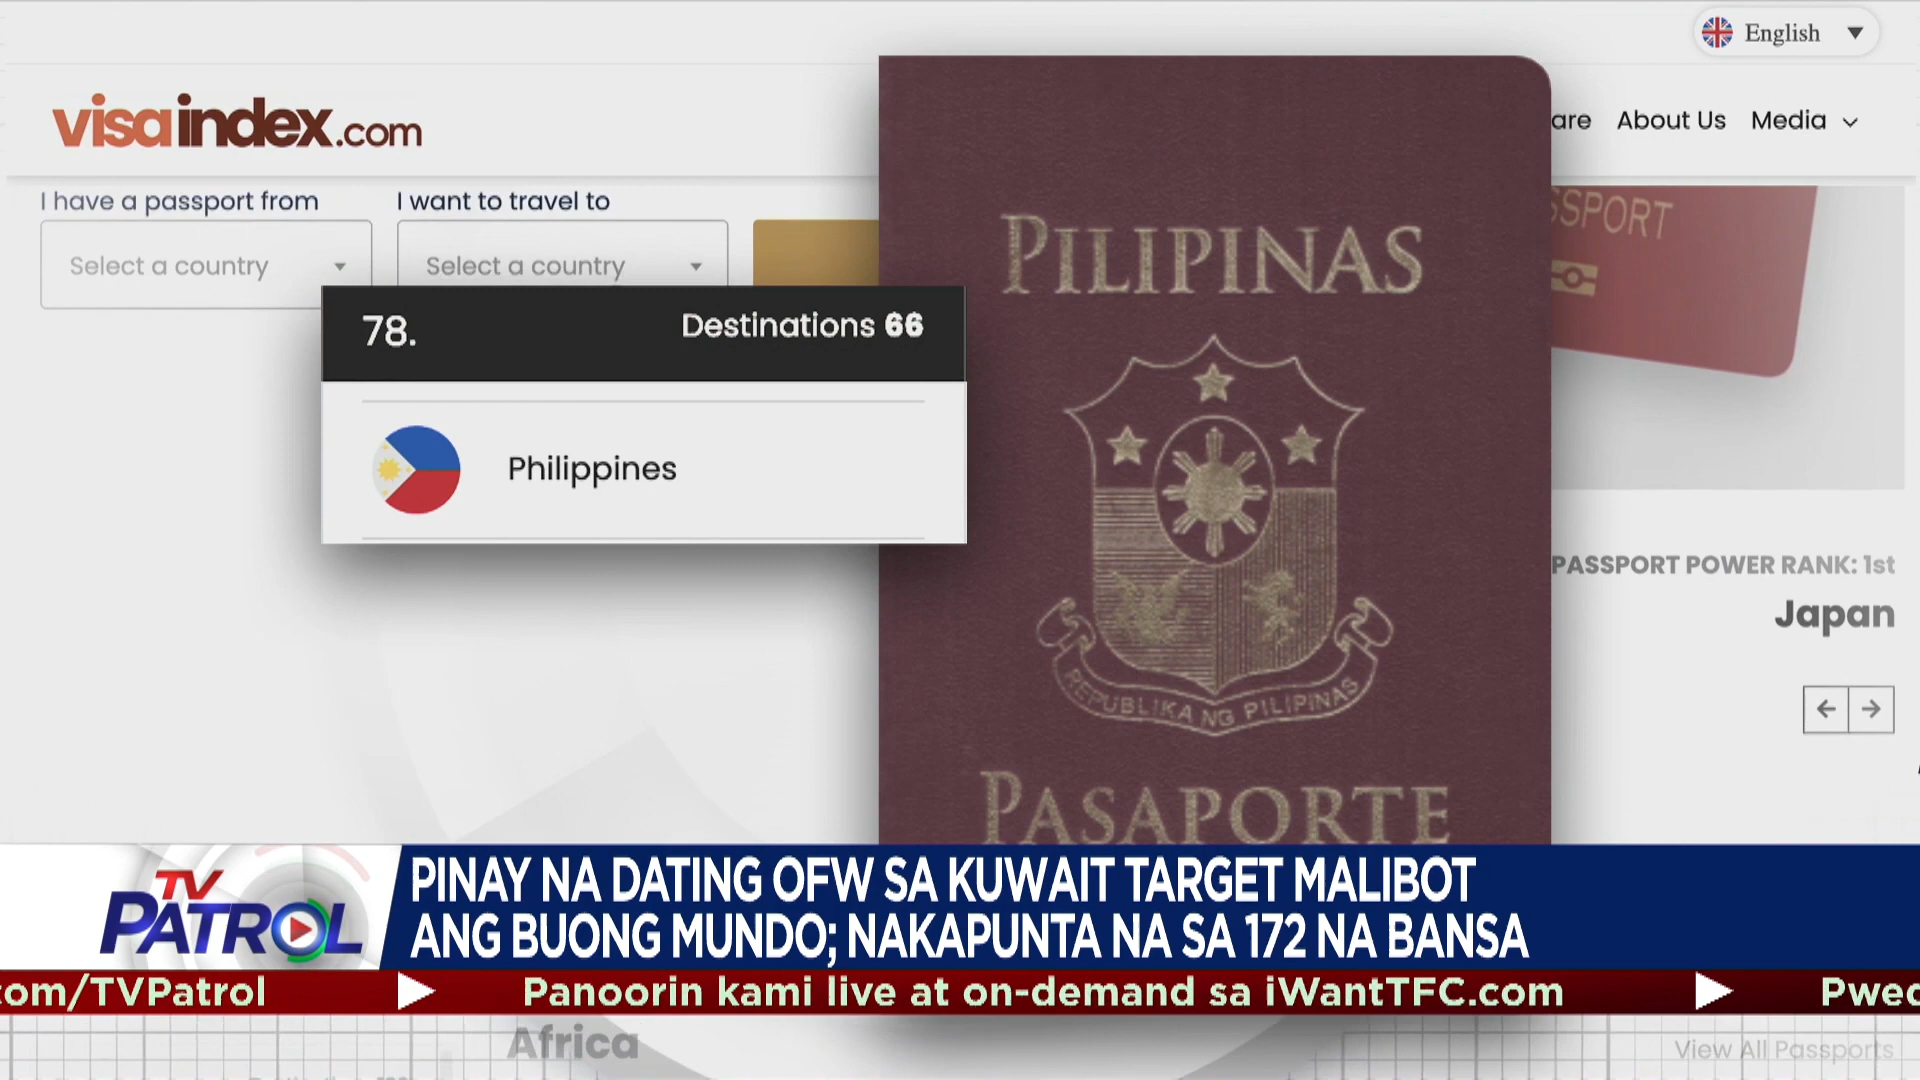 English
visaindex.com
are About Us Media
I have a passport from
I want to travel to
Select a country
Select a country
78.
Destinations 66
Philippines
PILIPINAS
REPUBLIKA NG PILIPINAS
PASAPORTE
SSPORT
PASSPORT POWER RANK: 1st
Japan
TV
PATROL
PINAY NA DATING OFW SA KUWAIT TARGET MALIBOT
ANG BUONG MUNDO; NAKAPUNTA NA SA 172 NA BANSA
com/TVPatrol
Panoorin kami live at on-demand sa iWantTFC.com
Pwed
Africa
View All Passports